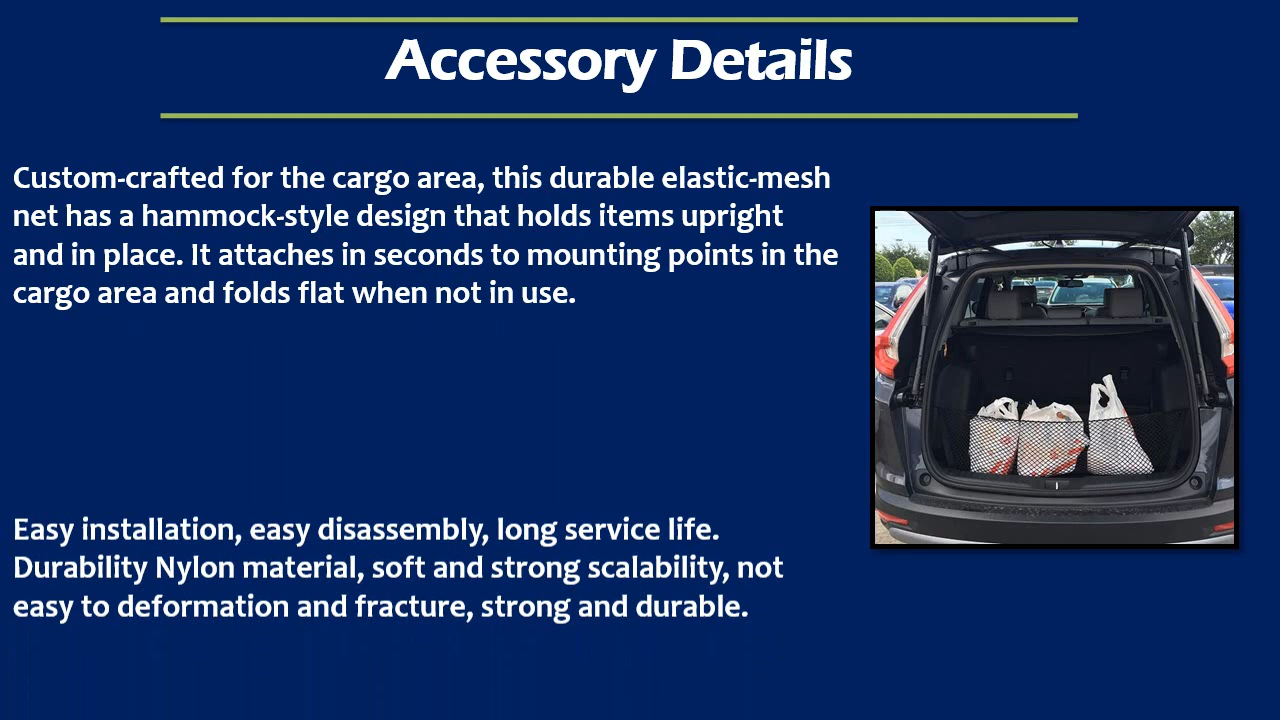 Accessory Details
Custom-crafted for the cargo area, this durable elastic-mesh
net has a hammock-style design that holds items upright
and in place. It attaches in seconds to mounting points in the
cargo area and folds flat when not in use.
Easy installation, easy disassembly, long service life.
Durability Nylon material, soft and strong scalability, not
easy to deformation and fracture, strong and durable.